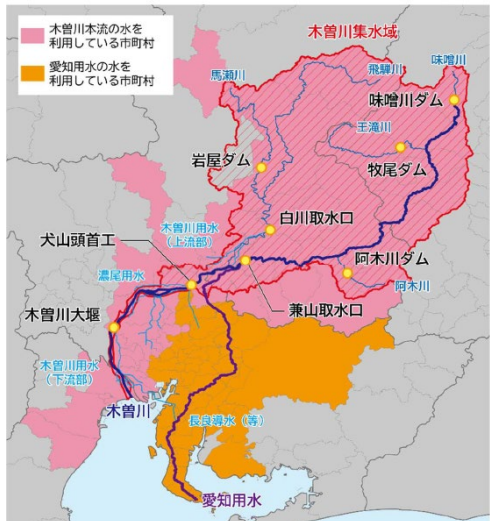 木曽川本流の水を
利用している市町村
愛知用水の水を
利用している市町村
木曽川集水域
馬瀬川
飛騨川
味噌川
味噌川ダム
王滝川
牧尾ダム
岩屋ダム
白川取水口
木曽川用水
(上流部)
犬山頭首工
阿木川ダム
阿木川
濃尾用水
兼山取水口
木曽川大堰
木曽川用水
(下流部)
木曽川
長良導水(等)
愛知用水